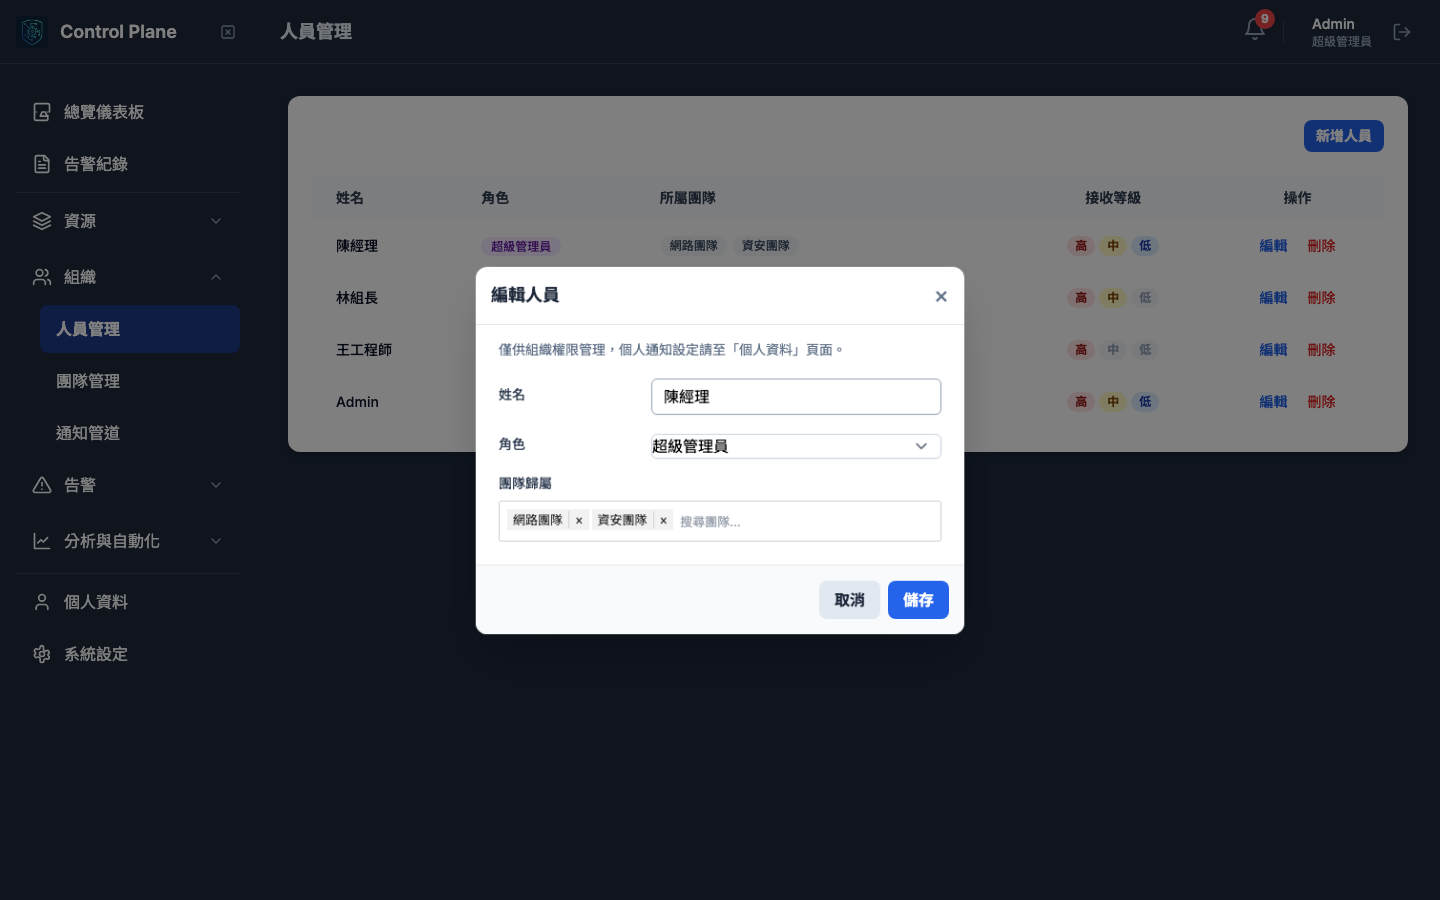 Control Plane
人員管理
9
Admin
超級管理員
總覽儀表板
告警紀錄
資源
組織
人員管理
團隊管理
通知管道
告警
分析與自動化
個人資料
系統設定
新增人員
姓名 角色 所屬團隊 接收等級 操作
陳經理 超級管理員 網路團隊 資安團隊 高 中 低 編輯 刪除
林組長 高 中 低 編輯 刪除
王工程師 高 中 低 編輯 刪除
Admin 高 中 低 編輯 刪除
編輯人員 ×
僅供組織權限管理，個人通知設定請至「個人資料」頁面。
姓名 陳經理
角色 超級管理員
團隊歸屬
網路團隊 × 資安團隊 × 搜尋團隊...
取消 儲存